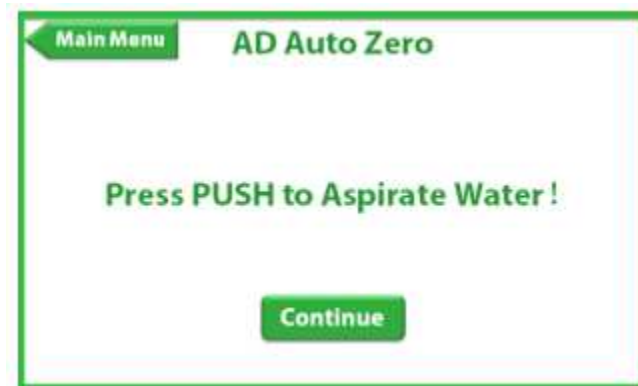 Main Menu
AD Auto Zero
Press PUSH to Aspirate Water!
Continue